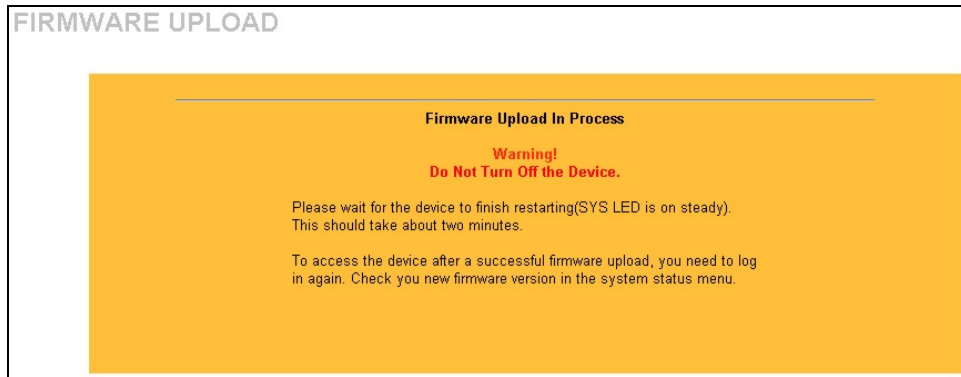 FIRMWARE UPLOAD
Firmware Upload In Process
Warning!
Do Not Turn Off the Device.
Please wait for the device to finish restarting(SYS LED is on steady).
This should take about two minutes.
To access the device after a successful firmware upload, you need to log
in again. Check you new firmware version in the system status menu.